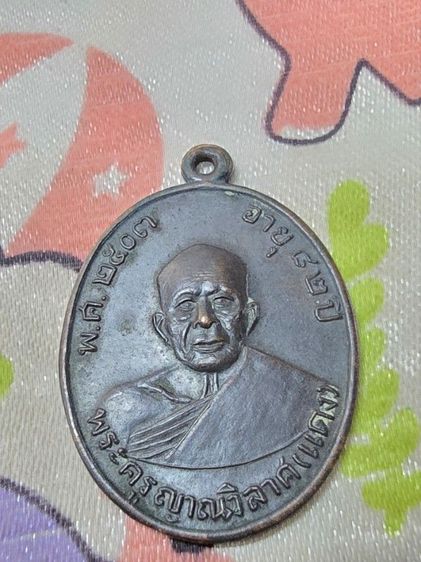 พ.ศ. ๒๕๐๓
อายุ ๘๒ ปี
พระครูญาณวิลาศ(แดง)